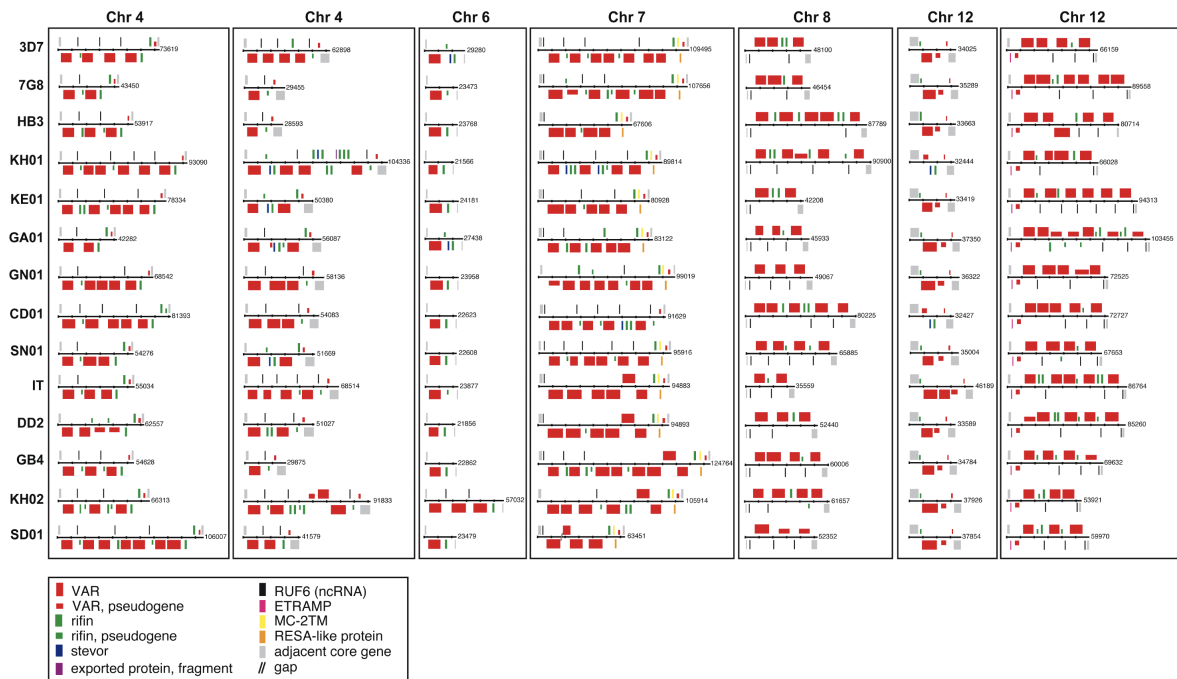 Chr 4 Chr 4 Chr 6 Chr 7 Chr 8 Chr 12 Chr 12
3D7 73619 62898 29280 109495 48100 34025 66159
7G8 43450 29455 23473 107656 46454 35289 89558
HB3 53917 28593 23768 67606 87789 33663 80714
KH01 93090 104336 21566 89814 90900 32444 66028
KE01 78334 50380 24181 80928 42208 33419 94313
GA01 42282 56087 27438 83122 45933 37350 103455
GN01 68542 58136 23958 99019 49067 36322 72525
CD01 81393 54083 22623 91629 80225 32427 72727
SN01 54276 51669 22608 95916 65885 35004 67653
IT 55034 68514 23877 94883 35559 46189 86764
DD2 62557 51027 21856 94893 52440 33589 85260
GB4 54628 29875 22862 124764 60006 34784 59632
KH02 66313 91833 57032 105914 61657 37926 53921
SD01 106007 41579 23479 63451 52352 37854 59970
VAR RUF6 (ncRNA)
VAR, pseudogene ETRAMP
rifin MC-2TM
rifin, pseudogene RESA-like protein
stevor adjacent core gene
exported protein, fragment gap